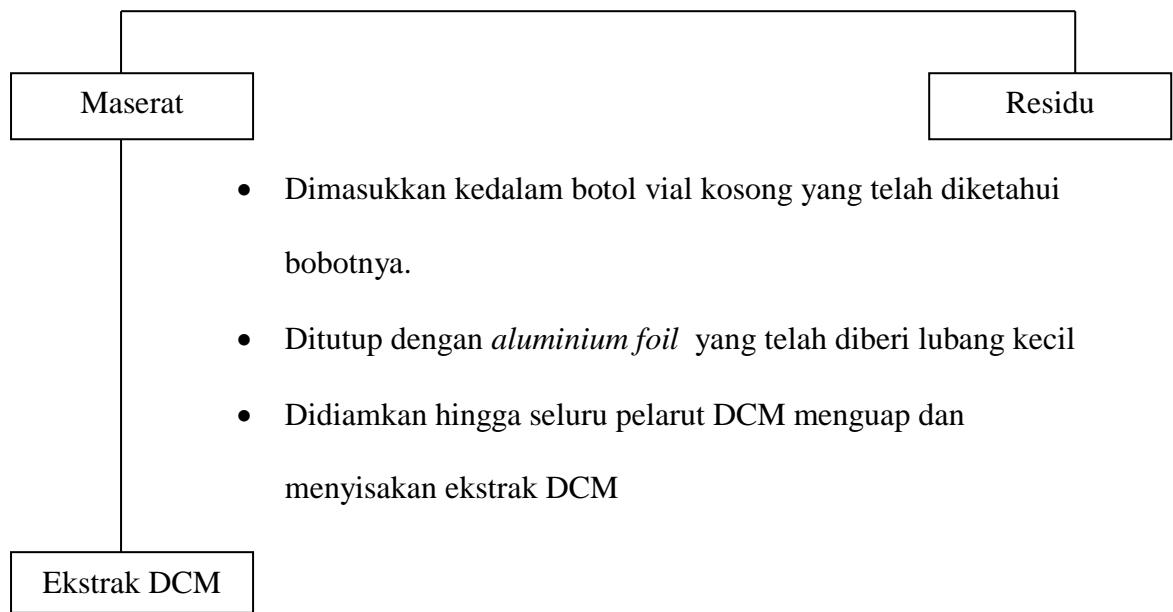 Maserat
Residu
• Dimasukkan kedalam botol vial kosong yang telah diketahui
bobotnya.
• Ditutup dengan aluminium foil yang telah diberi lubang kecil
• Didiamkan hingga seluru pelarut DCM menguap dan
menyisakan ekstrak DCM
Ekstrak DCM